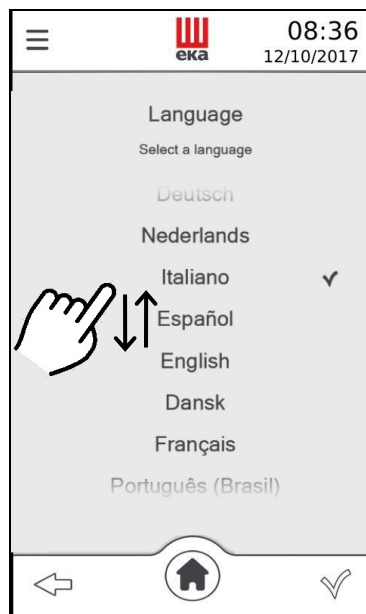 eka
08:36
12/10/2017
Language
Select a language
Deutsch
Nederlands
Italiano
Español
English
Dansk
Français
Português (Brasil)